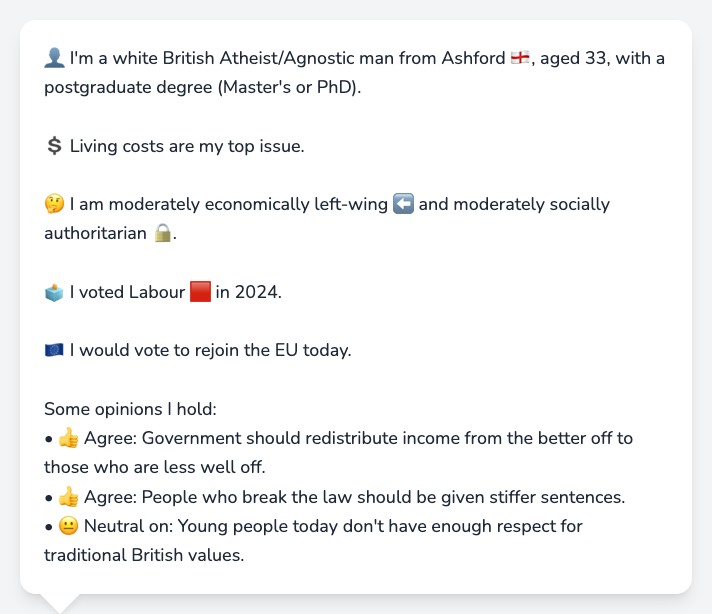 👤 I'm a white British Atheist/Agnostic man from Ashford 🏴󠁧󠁢󠁥󠁮󠁧󠁿, aged 33, with a
postgraduate degree (Master's or PhD).
💲 Living costs are my top issue.
🤔 I am moderately economically left-wing ⬅️ and moderately socially
authoritarian 🔒.
🗳️ I voted Labour 🟥 in 2024.
🇪🇺 I would vote to rejoin the EU today.
Some opinions I hold:
• 👍 Agree: Government should redistribute income from the better off to
those who are less well off.
• 👍 Agree: People who break the law should be given stiffer sentences.
• 😐 Neutral on: Young people today don't have enough respect for
traditional British values.